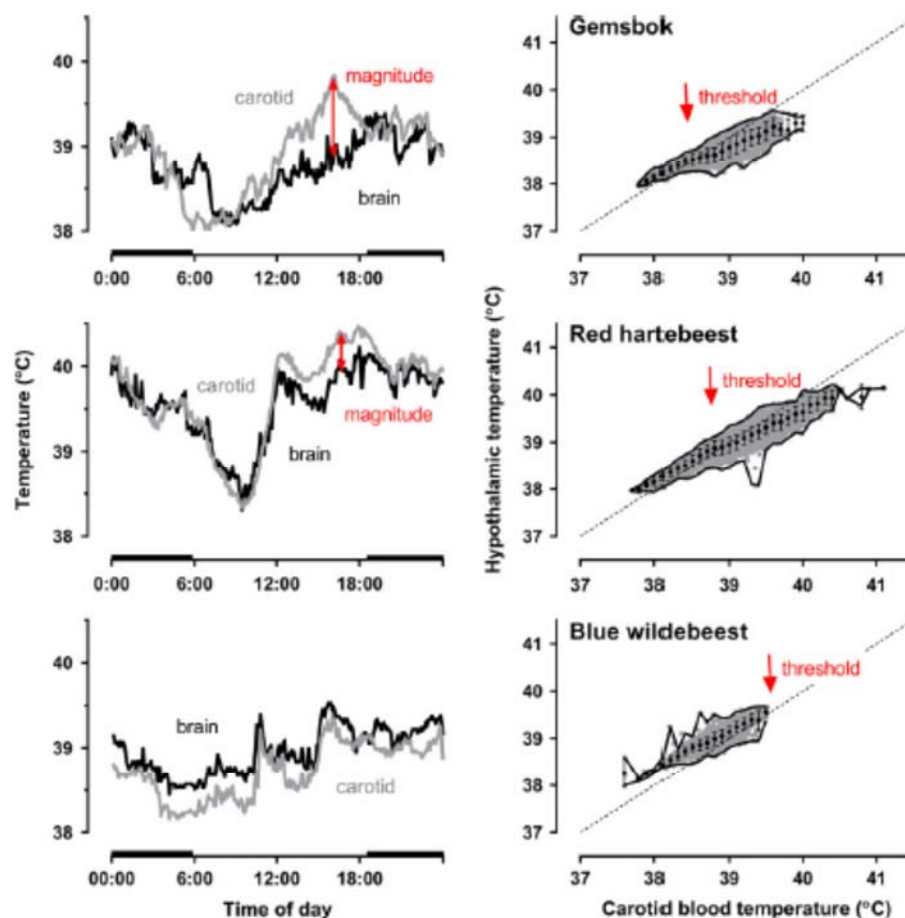 Gemsbok
40
39
38
carotid
magnitude
brain
0:00 6:00 12:00 18:00
41
40
39
38
37
threshold
37 38 39 40 41
Temperature (°C)
Hypothalamic temperature (°C)
40
39
38
carotid
magnitude
brain
0:00 6:00 12:00 18:00
Red hartebeest
41
40
39
38
37
threshold
37 38 39 40 41
40
39
38
brain
carotid
00:00 6:00 12:00 18:00
Time of day
Blue wildebeest
41
40
39
38
37
threshold
37 38 39 40 41
Carotid blood temperature (°C)